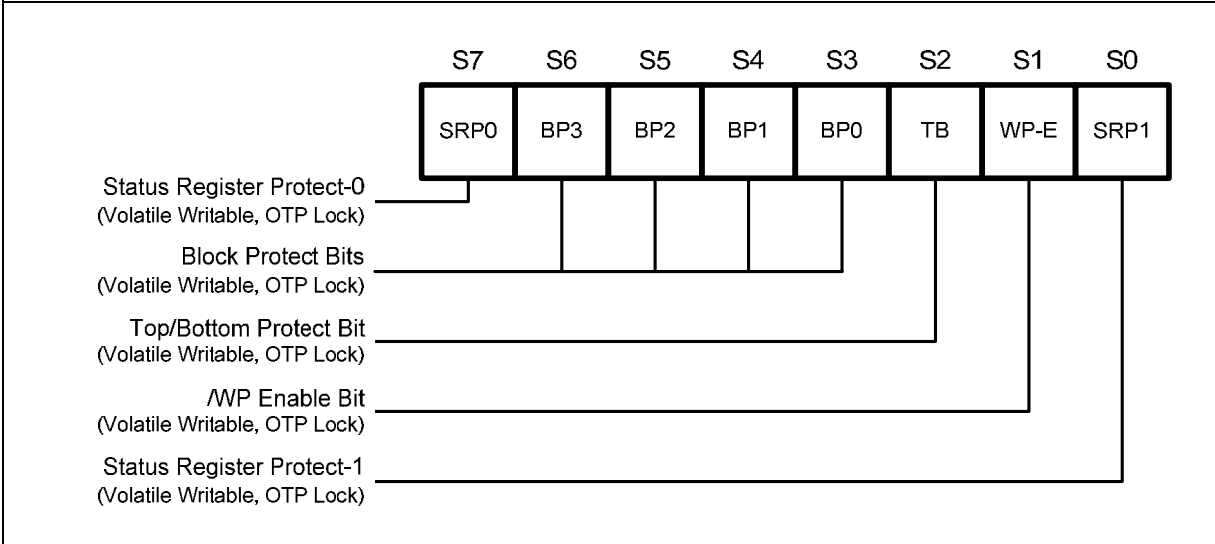 S7 S6 S5 S4 S3 S2 S1 S0
SRP0 BP3 BP2 BP1 BP0 TB WP-E SRP1
Status Register Protect-0
(Volatile Writable, OTP Lock)
Block Protect Bits
(Volatile Writable, OTP Lock)
Top/Bottom Protect Bit
(Volatile Writable, OTP Lock)
/WP Enable Bit
(Volatile Writable, OTP Lock)
Status Register Protect-1
(Volatile Writable, OTP Lock)